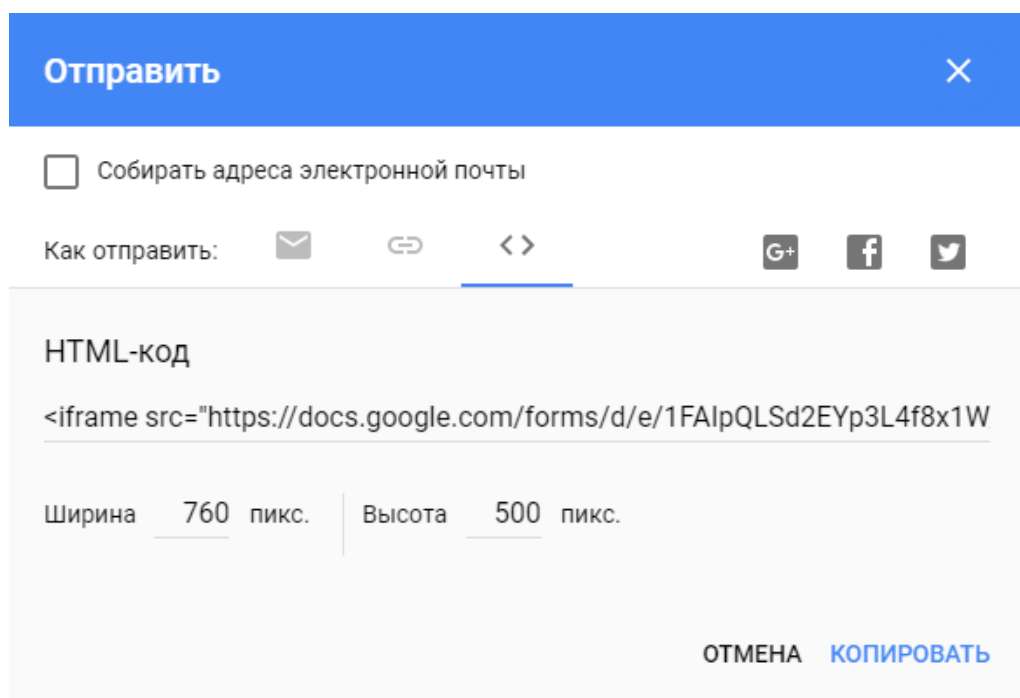 Отправить
Собирать адреса электронной почты
Как отправить:
G+
HTML-код
<iframe src="https://docs.google.com/forms/d/e/1FAIpQLSd2EYp3L4f8x1W
Ширина 760 пикс. Высота 500 пикс.
ОТМЕНА КОПИРОВАТЬ